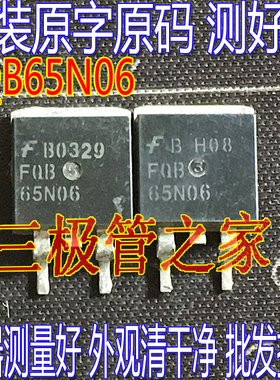 装原字原码 测好
B65N06
F B0329
FQB
65N06
F B H08
FQB
65N06
三极管之家
测量好 外观清干净 批发